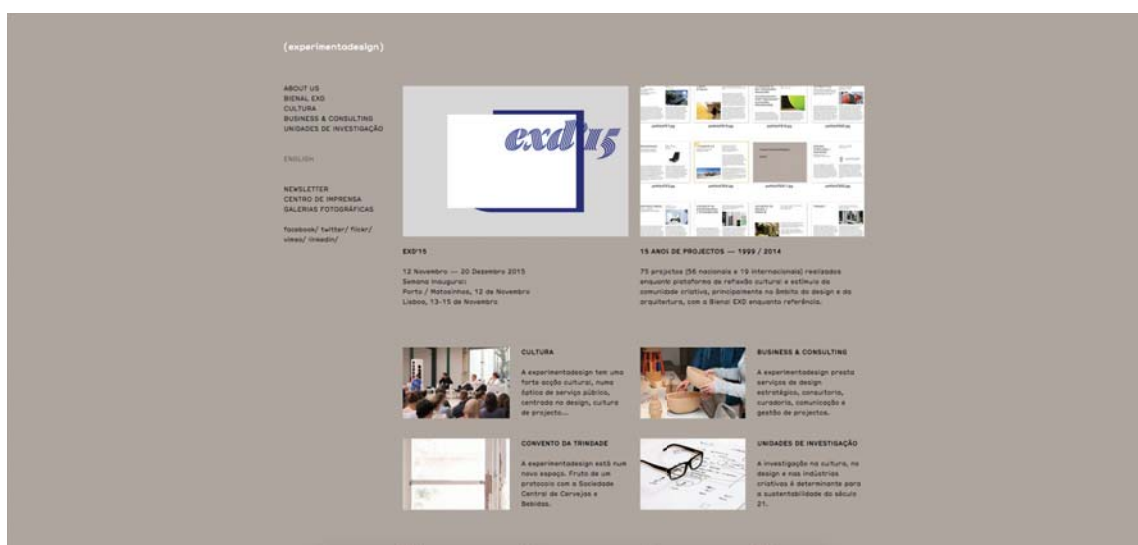 (experimentadesign)
ABOUT US
BIENAL EXD
CULTURA
BUSINESS & CONSULTING
UNIDADES DE INVESTIGAÇÃO
ENGLISH
NEWSLETTER
CENTRO DE IMPRENSA
GALERIAS FOTOGRÁFICAS
facebook/ twitter/ flickr/
vimeo/ linkedin/
exd'15
EXD'15
12 Novembro — 20 Dezembro 2015
Semana Inaugural:
Porto / Matosinhos, 12 de Novembro
Lisboa, 13-15 de Novembro
15 ANOS DE PROJECTOS — 1999 / 2014
75 projetos (56 nacionais e 19 internacionais) realizados
enquanto plataforma de reflexão cultural e estímulo da
comunidade criativa, principalmente no âmbito do design e da
arquitetura, com a Bienal EXD enquanto referência.
CULTURA
A experimentadesign tem uma
forte acção cultural, numa
óptica de serviço público,
centrada no design, cultura
de projecto...
BUSINESS & CONSULTING
A experimentadesign presta
serviços de design
estratégico, consultoria,
curadoria, comunicação e
gestão de projectos.
CONVENTO DA TRINDADE
A experimentadesign está num
novo espaço. Fruto de um
protocolo com a Sociedade
Central de Cervejas e
Bebidas.
UNIDADES DE INVESTIGAÇÃO
A investigação na cultura, no
design e nas indústrias
criativas é determinante para
a sustentabilidade do século
21.